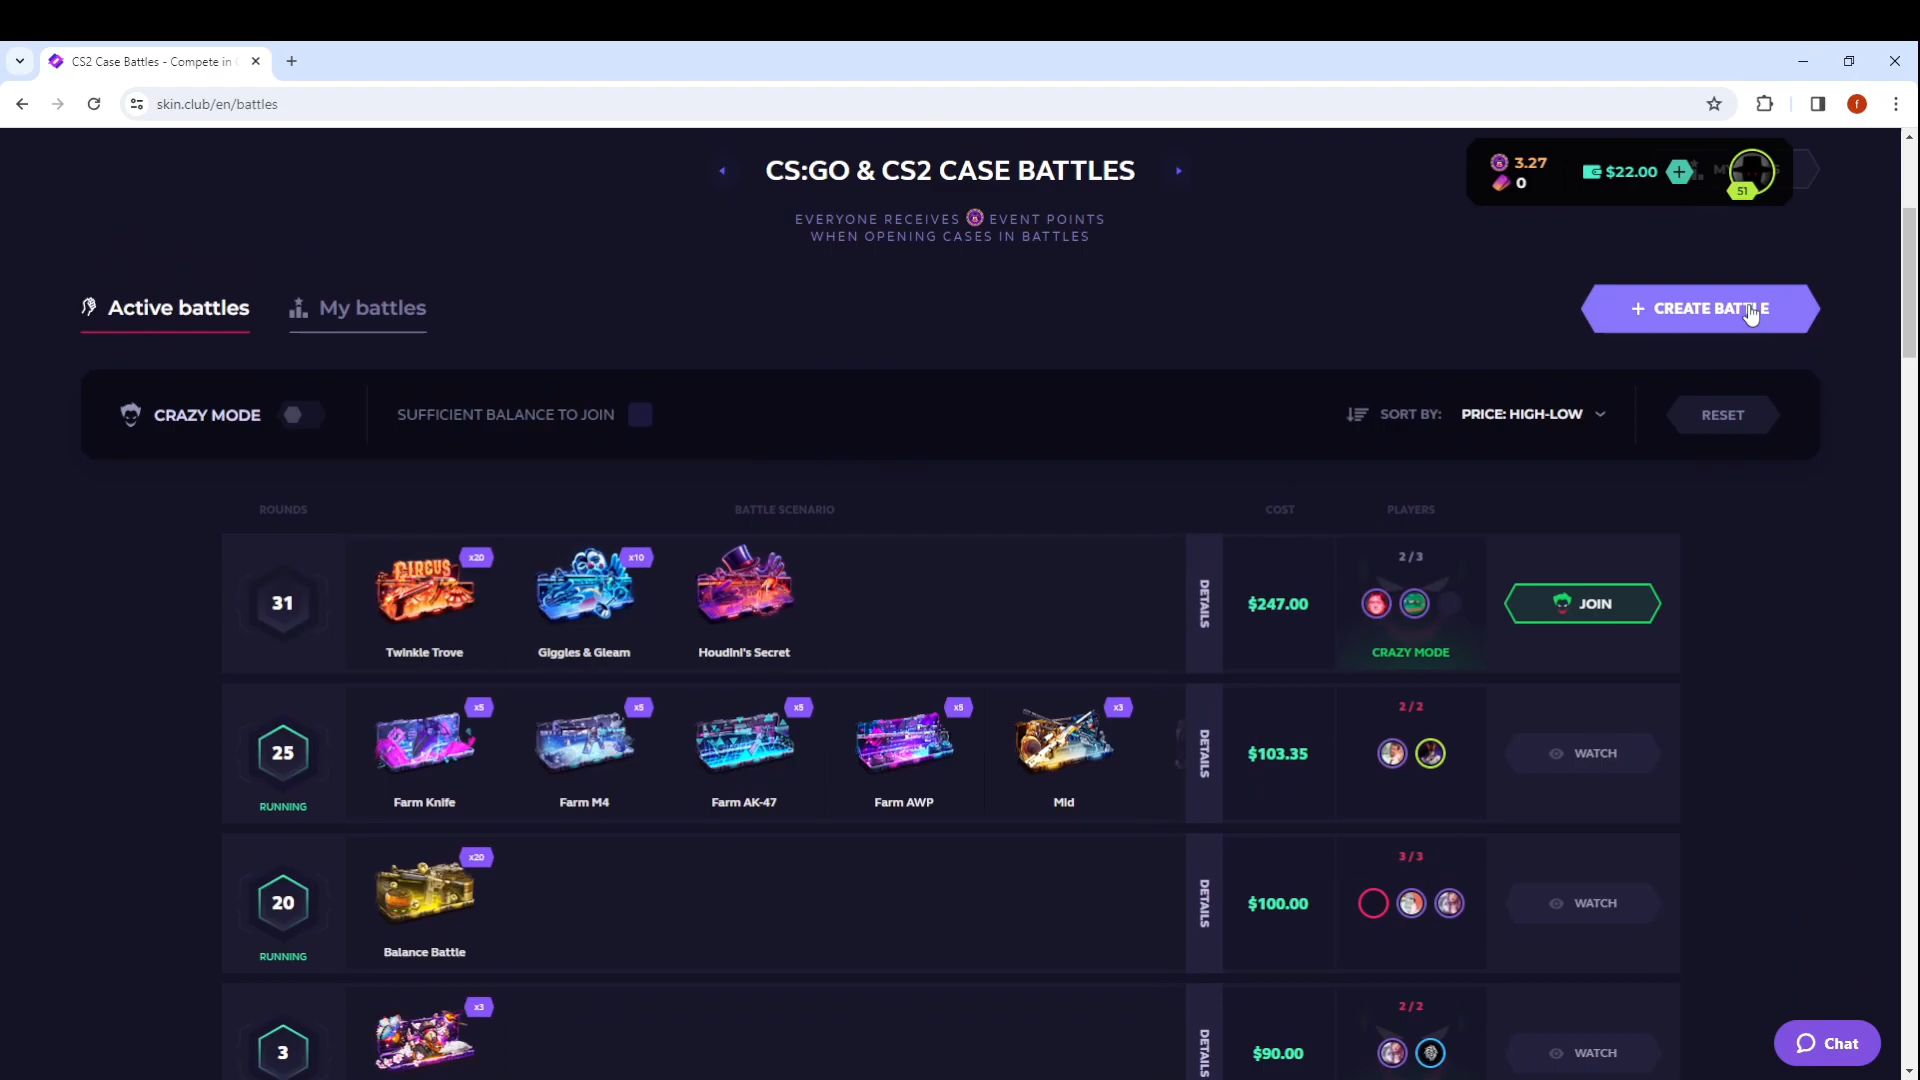 CS2 Case Battles - Compete in
skin.club/en/battles
f
CS:GO & CS2 CASE BATTLES
3.27
0
$22.00
51
EVERYONE RECEIVES EVENT POINTS
WHEN OPENING CASES IN BATTLES
Active battles
My battles
+ CREATE BATTLE
CRAZY MODE
SUFFICIENT BALANCE TO JOIN
SORT BY: PRICE: HIGH-LOW
RESET
ROUNDS
BATTLE SCENARIO
COST
PLAYERS
31
x20
CIRCUS
Twinkle Trove
x10
Giggles & Gleam
Houdini's Secret
DETAILS
$247.00
2 / 3
CRAZY MODE
JOIN
25
RUNNING
x5
Farm Knife
x5
Farm M4
x5
Farm AK-47
x5
Farm AWP
x3
Mid
DETAILS
$103.35
2 / 2
WATCH
20
RUNNING
x20
Balance Battle
DETAILS
$100.00
3 / 3
WATCH
3
x3
DETAILS
$90.00
2 / 2
WATCH
Chat